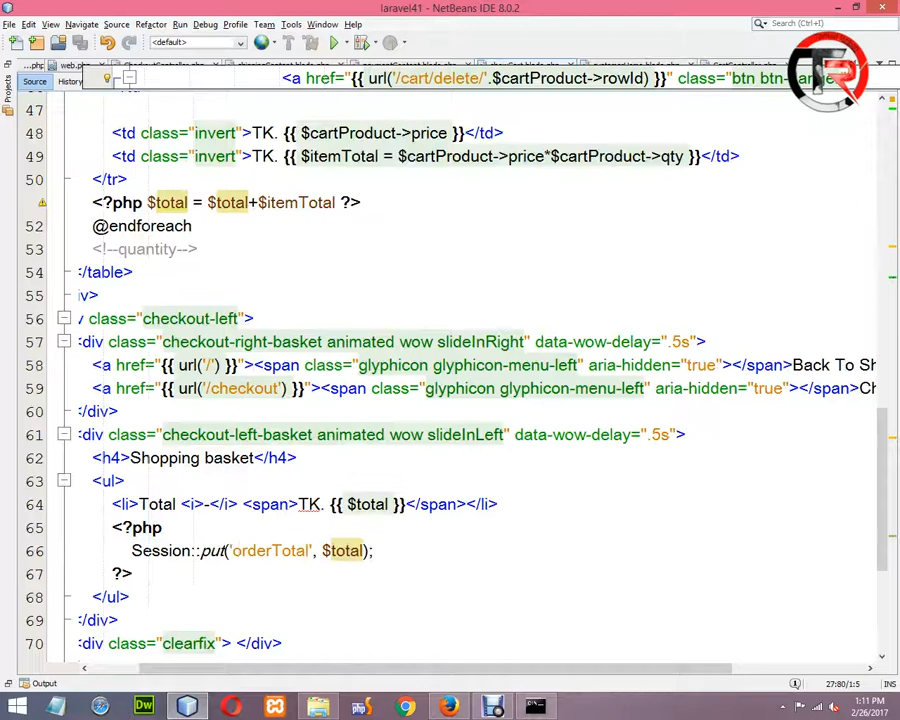 laravel41 - NetBeans IDE 8.0.2
File Edit View Navigate Source Refactor Run Debug Profile Team Tools Window Help
Search (Ctrl+I)
<default>
...php web.php
Source History
<a href="{{ url('/cart/delete/'.$cartProduct->rowId) }}" class="btn btn-
Projects
47
48 <td class="invert">TK. {{ $cartProduct->price }}</td>
49 <td class="invert">TK. {{ $itemTotal = $cartProduct->price*$cartProduct->qty }}</td>
50 </tr>
<?php $total = $total+$itemTotal ?>
52 @endforeach
53 <!--quantity-->
54 </table>
55 iv>
56 v class="checkout-left">
57 <div class="checkout-right-basket animated wow slideInRight" data-wow-delay=".5s">
58 <a href="{{ url('/') }}"><span class="glyphicon glyphicon-menu-left" aria-hidden="true"></span>Back To Sh
59 <a href="{{ url('/checkout') }}"><span class="glyphicon glyphicon-menu-left" aria-hidden="true"></span>Ch
60 </div>
61 <div class="checkout-left-basket animated wow slideInLeft" data-wow-delay=".5s">
62 <h4>Shopping basket</h4>
63 <ul>
64 <li>Total <i>-</i> <span>TK. {{ $total }}</span></li>
65 <?php
66 Session::put('orderTotal', $total);
67 ?>
68 </ul>
69 </div>
70 <div class="clearfix"> </div>
Output
27:80/1:5 INS
Dw
php
1:11 PM
2/26/2017